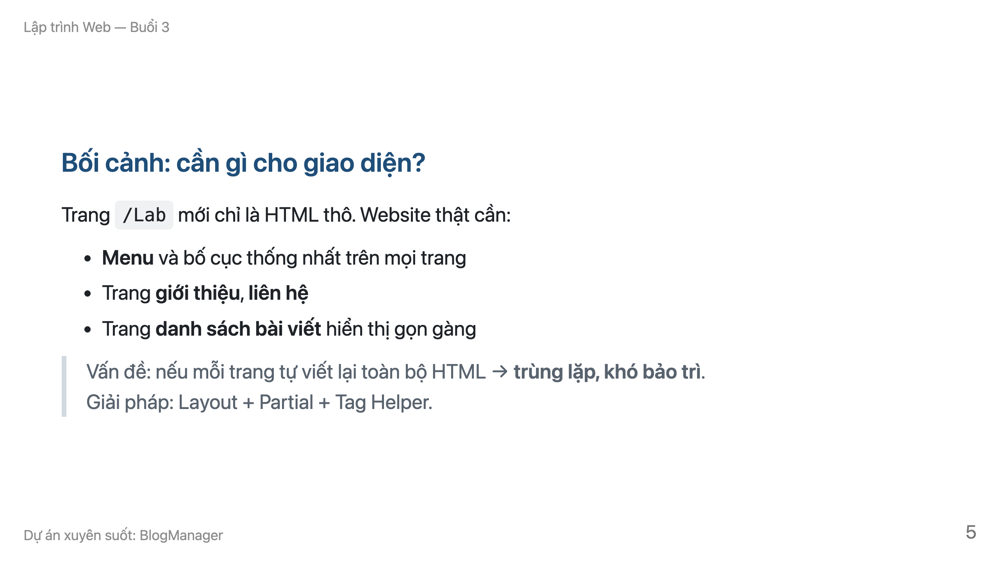 Lập trình Web — Buổi 3
Bối cảnh: cần gì cho giao diện?
Trang /Lab mới chỉ là HTML thô. Website thật cần:
• Menu và bố cục thống nhất trên mọi trang
• Trang giới thiệu, liên hệ
• Trang danh sách bài viết hiển thị gọn gàng
Vấn đề: nếu mỗi trang tự viết lại toàn bộ HTML → trùng lặp, khó bảo trì.
Giải pháp: Layout + Partial + Tag Helper.
Dự án xuyên suốt: BlogManager
5